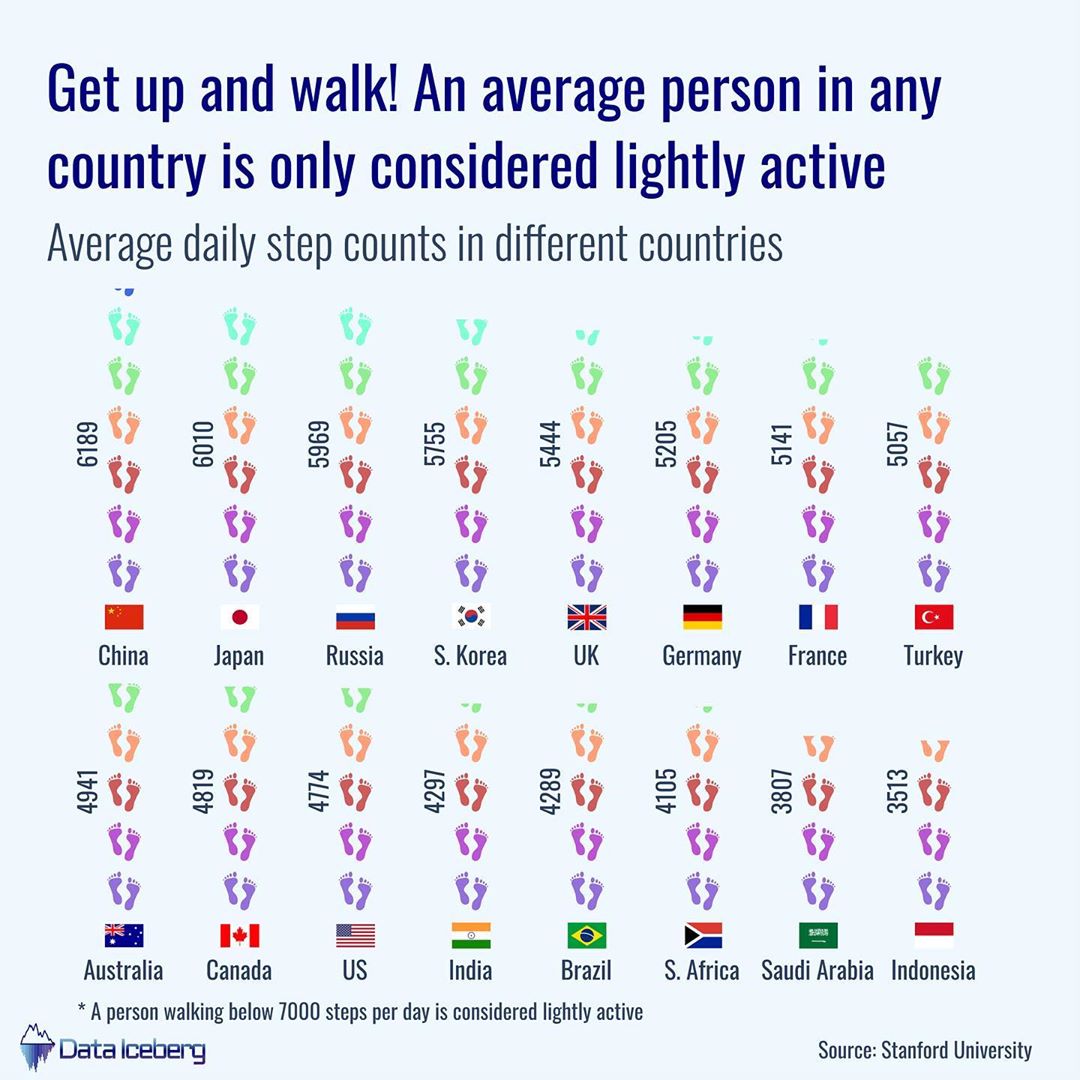 Get up and walk! An average person in any
country is only considered lightly active
Average daily step counts in different countries
6189
6010
5969
5755
5444
5205
5141
5057
China
Japan
Russia
S. Korea
UK
Germany
France
Turkey
4941
4819
4774
4297
4289
4105
3807
3513
Australia
Canada
US
India
Brazil
S. Africa
Saudi Arabia
Indonesia
* A person walking below 7000 steps per day is considered lightly active
Data Iceberg
Source: Stanford University